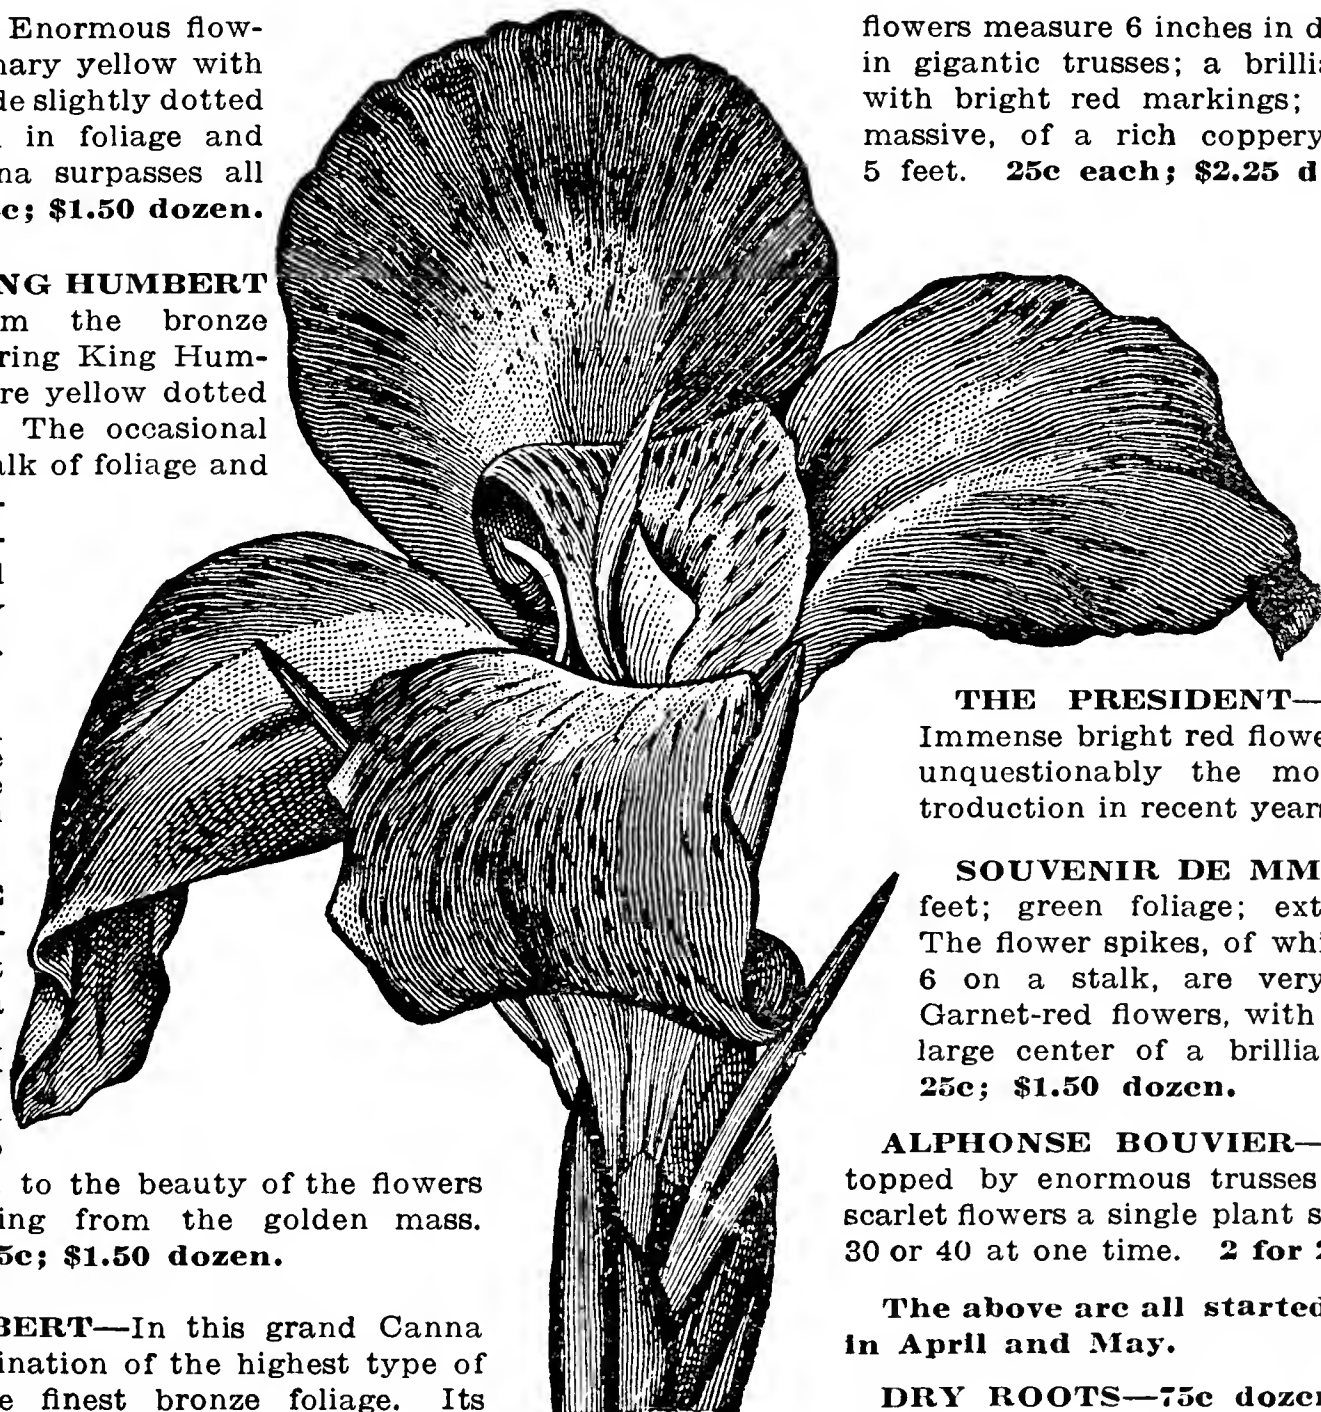 Enormous flow-
nary yellow with
de slightly dotted
in foliage and
na surpasses all
c; $1.50 dozen.
NG HUMBERT
m the bronze
ring King Hum-
re yellow dotted
The occasional
alk of foliage and
to the beauty of the flowers
ing from the golden mass.
5c; $1.50 dozen.
BERT—In this grand Canna
ination of the highest type of
e finest bronze foliage. Its
flowers measure 6 inches in d
in gigantic trusses; a brillia
with bright red markings;
massive, of a rich coppery
5 feet. 25c each; $2.25 d
THE PRESIDENT—
Immense bright red flowe
unquestionably the mo
troduction in recent year
SOUVENIR DE MM
feet; green foliage; ext
The flower spikes, of whi
6 on a stalk, are very
Garnet-red flowers, with
large center of a brillia
25c; $1.50 dozen.
ALPHONSE BOUVIER—
topped by enormous trusses
scarlet flowers a single plant s
30 or 40 at one time. 2 for 2
The above are all started
in April and May.
DRY ROOTS—75c dozen